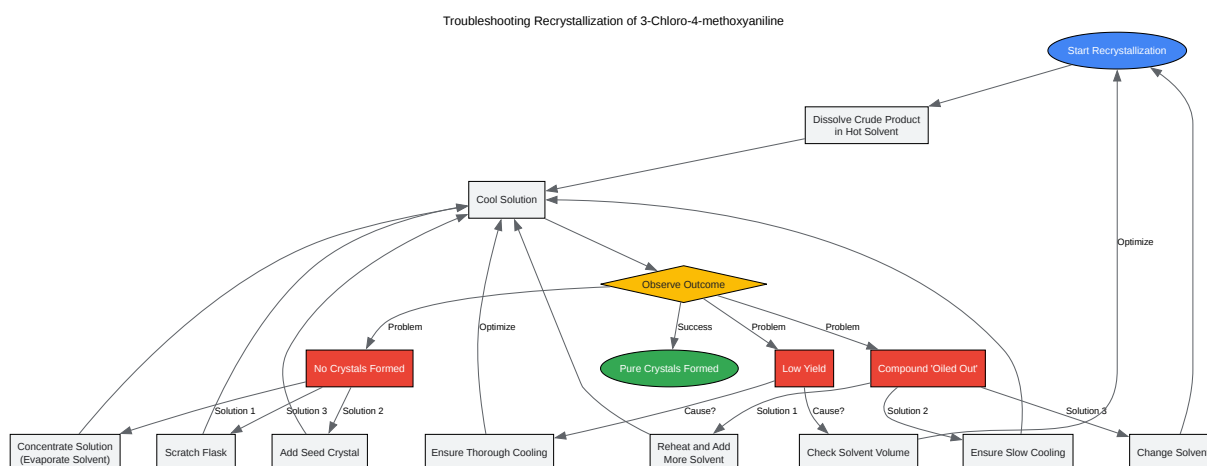 Troubleshooting Recrystallization of 3-Chloro-4-methoxyaniline
Start Recrystallization
Dissolve Crude Product
in Hot Solvent
Cool Solution
Optimize
Observe Outcome
Problem
Optimize
Success
Problem
Problem
No Crystals Formed
Pure Crystals Formed
Low Yield
Compound 'Oiled Out'
Solution 1
Solution 3
Solution 2
Cause?
Solution 1
Cause?
Solution 2
Solution 3
Concentrate Solution
(Evaporate Solvent)
Scratch Flask
Add Seed Crystal
Ensure Thorough Cooling
Reheat and Add
More Solvent
Check Solvent Volume
Ensure Slow Cooling
Change Solvent